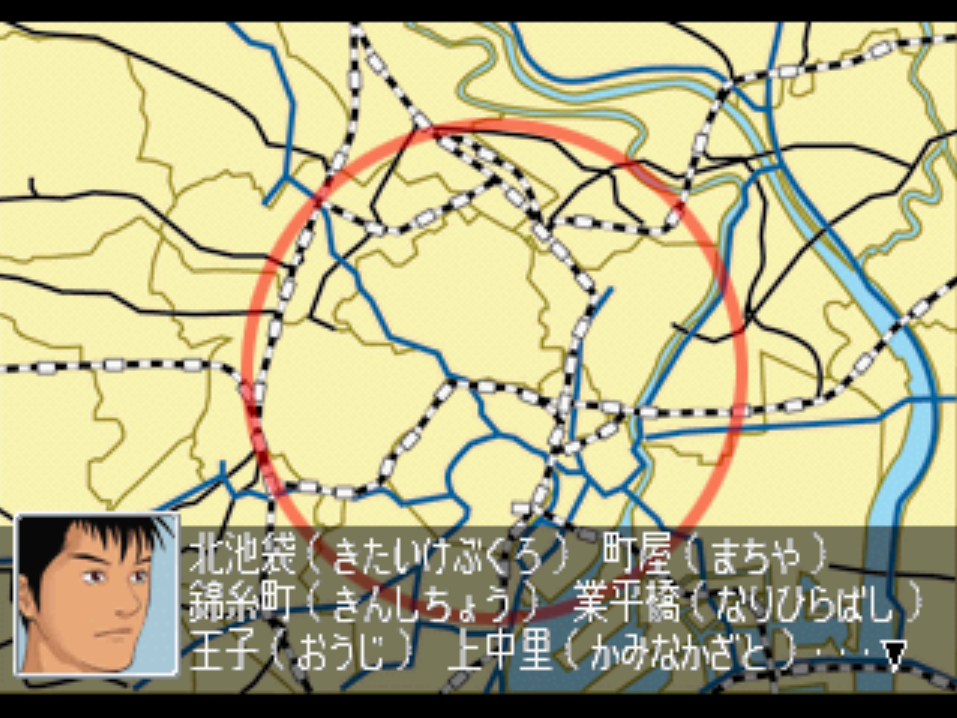 北池袋(きたいけぶくろ) 町屋(まちや)
錦糸町(きんしちょう) 業平橋(なりひらばし)
王子(おうじ) 上中里(かみなかざと)・・・▼